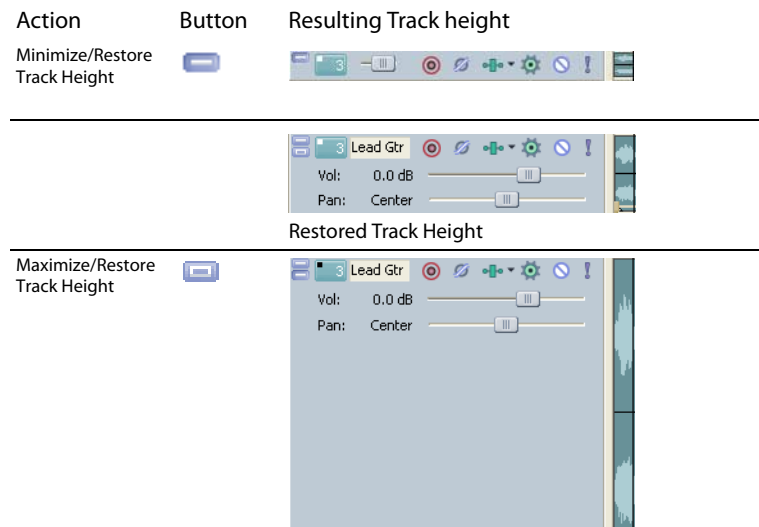 Action Button Resulting Track height
Minimize/Restore
Track Height
3
3 Lead Gtr
Vol: 0.0 dB
Pan: Center
Restored Track Height
Maximize/Restore
Track Height
3 Lead Gtr
Vol: 0.0 dB
Pan: Center